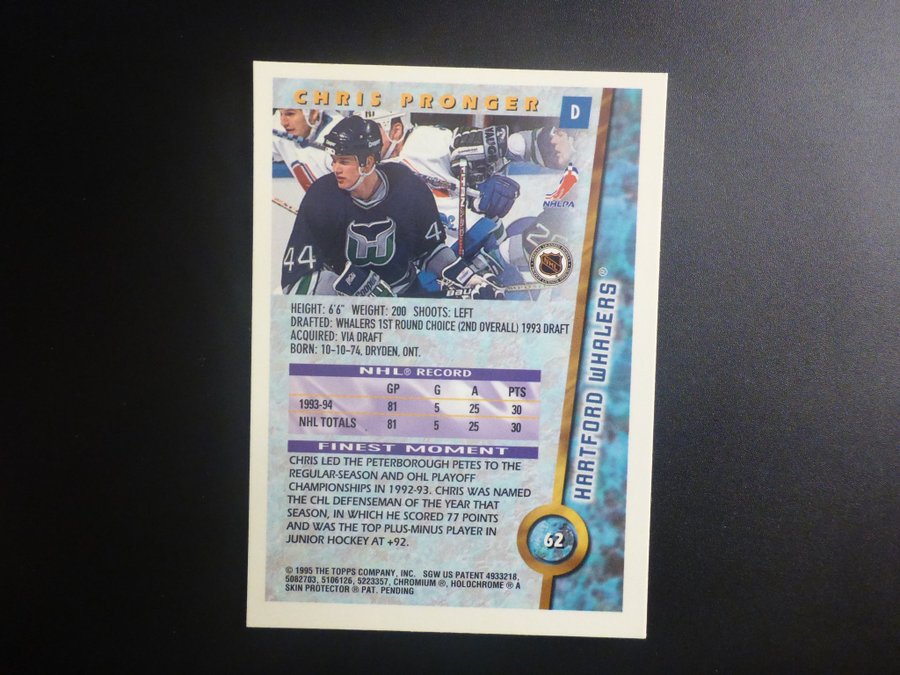 CHRIS PRONGER
D
44
44
NHLPA
NHL
HARTFORD WHALERS®
HEIGHT: 6'6" WEIGHT: 200 SHOOTS: LEFT
DRAFTED: WHALERS 1ST ROUND CHOICE (2ND OVERALL) 1993 DRAFT
ACQUIRED: VIA DRAFT
BORN: 10-10-74, DRYDEN, ONT.
NHL® RECORD
GP G A PTS
1993-94 81 5 25 30
NHL TOTALS 81 5 25 30
FINEST MOMENT
CHRIS LED THE PETERBOROUGH PETES TO THE
REGULAR-SEASON AND OHL PLAYOFF
CHAMPIONSHIPS IN 1992-93. CHRIS WAS NAMED
THE CHL DEFENSEMAN OF THE YEAR THAT
SEASON, IN WHICH HE SCORED 77 POINTS
AND WAS THE TOP PLUS-MINUS PLAYER IN
JUNIOR HOCKEY AT +92.
62
© 1995 THE TOPPS COMPANY, INC. SGW US PATENT 4933218,
5082703, 5106126, 5223357, CHROMIUM ®, HOLOCHROME ® A
SKIN PROTECTOR ® PAT. PENDING